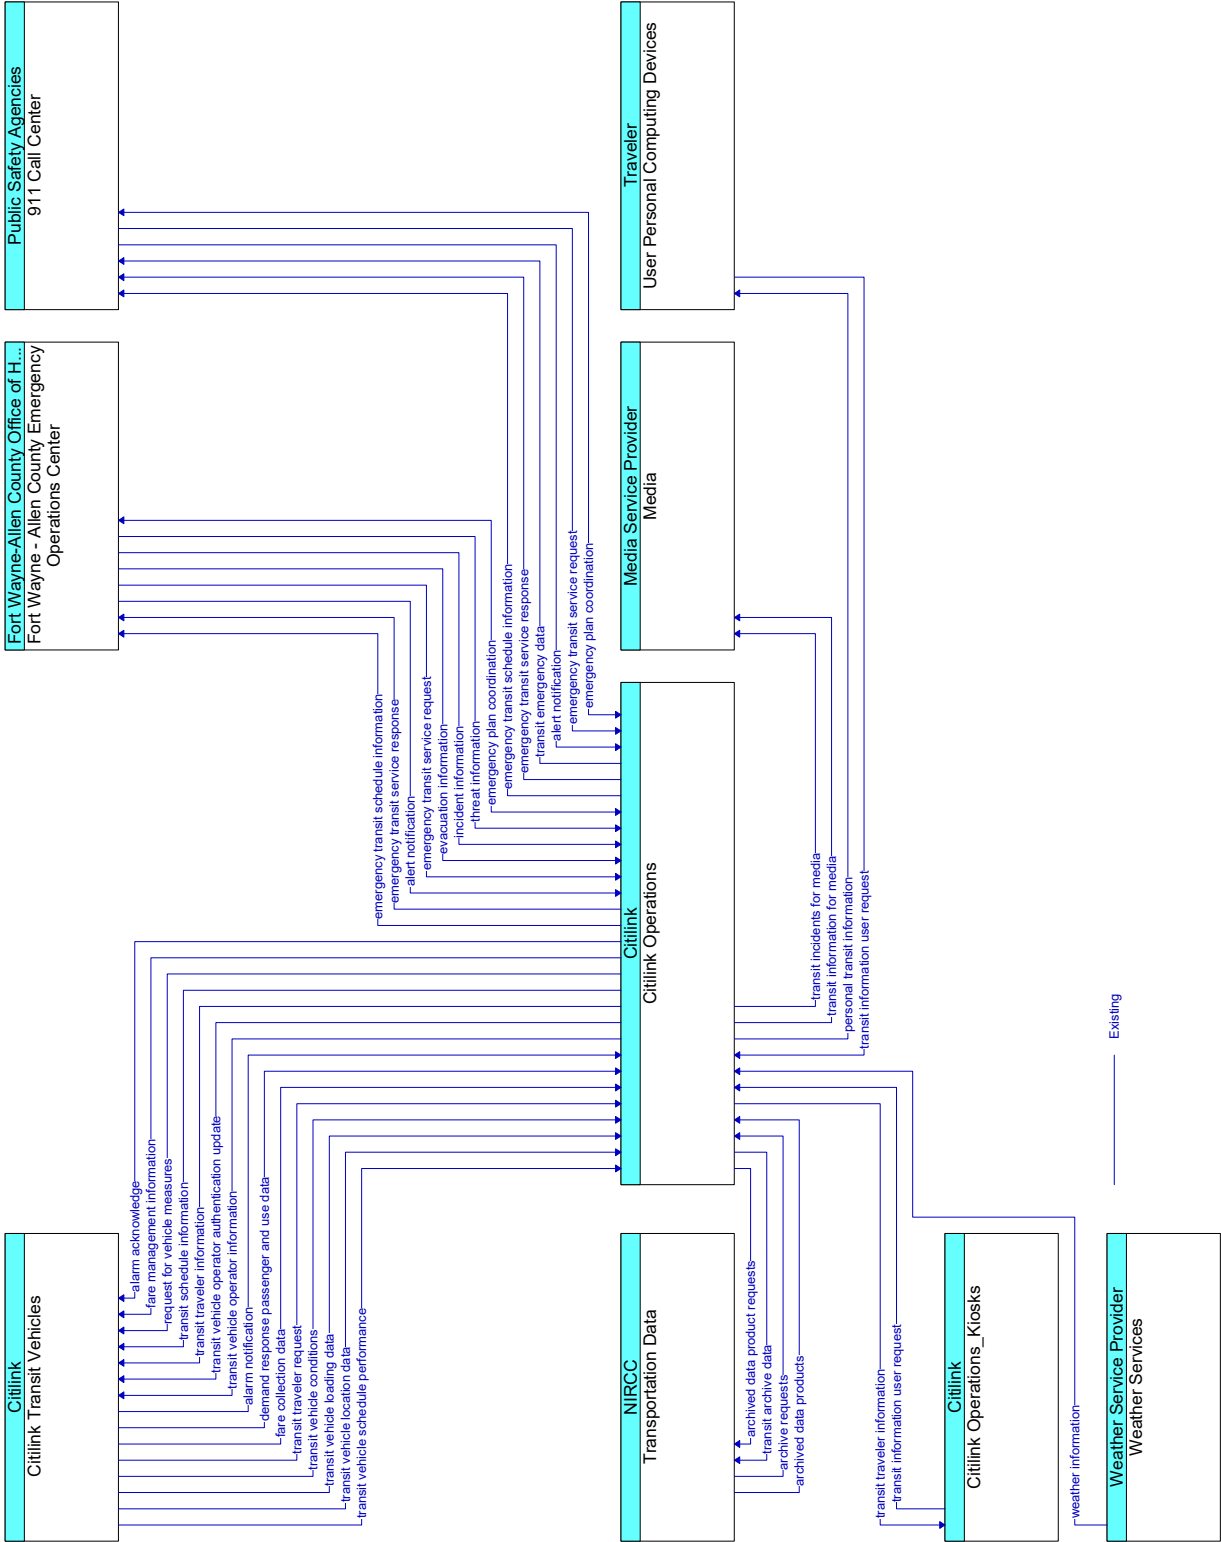 Citilink
Citilink Transit Vehicles
Fort Wayne-Allen County Office of H...
Fort Wayne - Allen County Emergency
Operations Center
Public Safety Agencies
911 Call Center
alarm acknowledge
fare management information
request for vehicle measures
transit schedule information
transit traveler information
transit vehicle operator authentication update
transit vehicle operator information
alarm notification
demand response passenger and use data
fare collection data
transit traveler request
transit vehicle conditions
transit vehicle loading data
transit vehicle location data
transit vehicle schedule performance
emergency transit schedule information
emergency transit service response
alert notification
emergency transit service request
evacuation information
incident information
threat information
emergency plan coordination
emergency transit schedule information
emergency transit service response
transit emergency data
alert notification
emergency transit service request
emergency plan coordination
NIRCC
Transportation Data
Citilink
Citilink Operations
Media Service Provider
Media
Traveler
User Personal Computing Devices
archived data product requests
transit archive data
archive requests
archived data products
transit incidents for media
transit information for media
personal transit information
transit information user request
transit traveler information
transit information user request
Citilink
Citilink Operations_Kiosks
weather information
Weather Service Provider
Weather Services
Existing